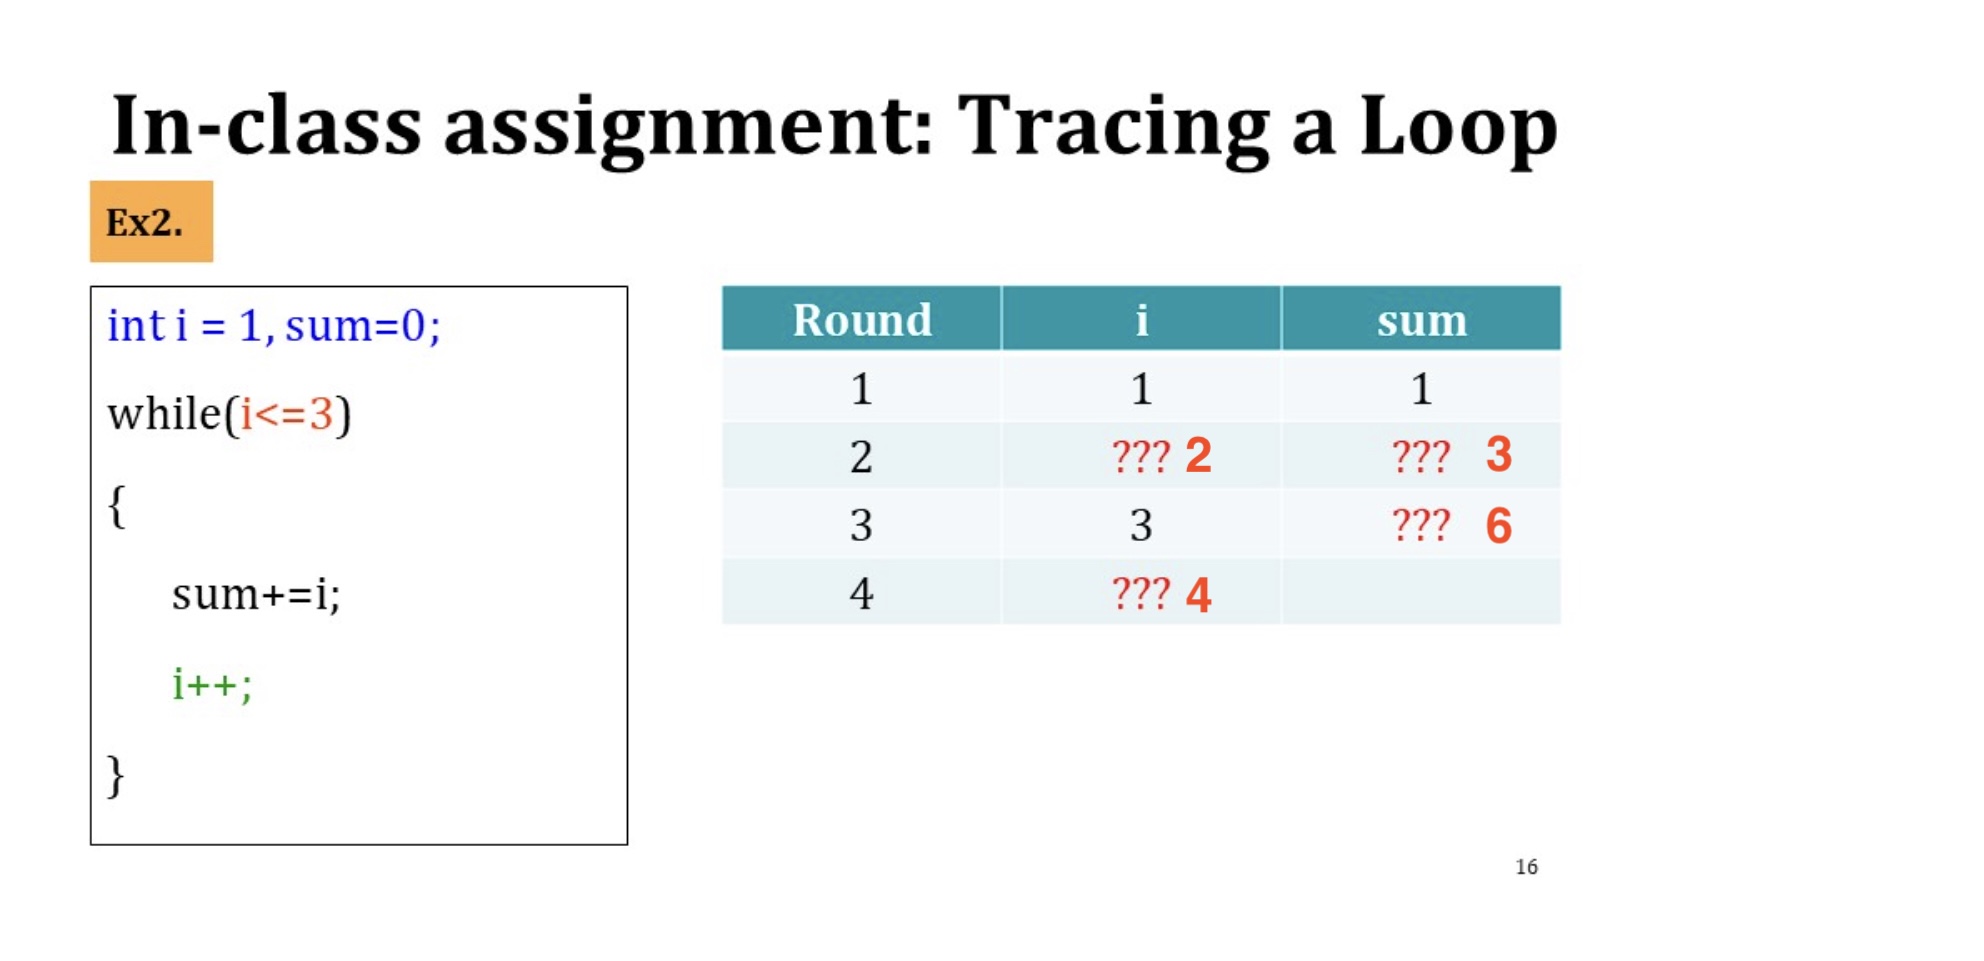 In-class assignment: Tracing a Loop
Ex2.
int i = 1, sum=0;
while(i<=3)
{
sum+=i;
i++;
}
Round i sum
1 1 1
2 ??? 2 ??? 3
3 3 ??? 6
4 ??? 4
16